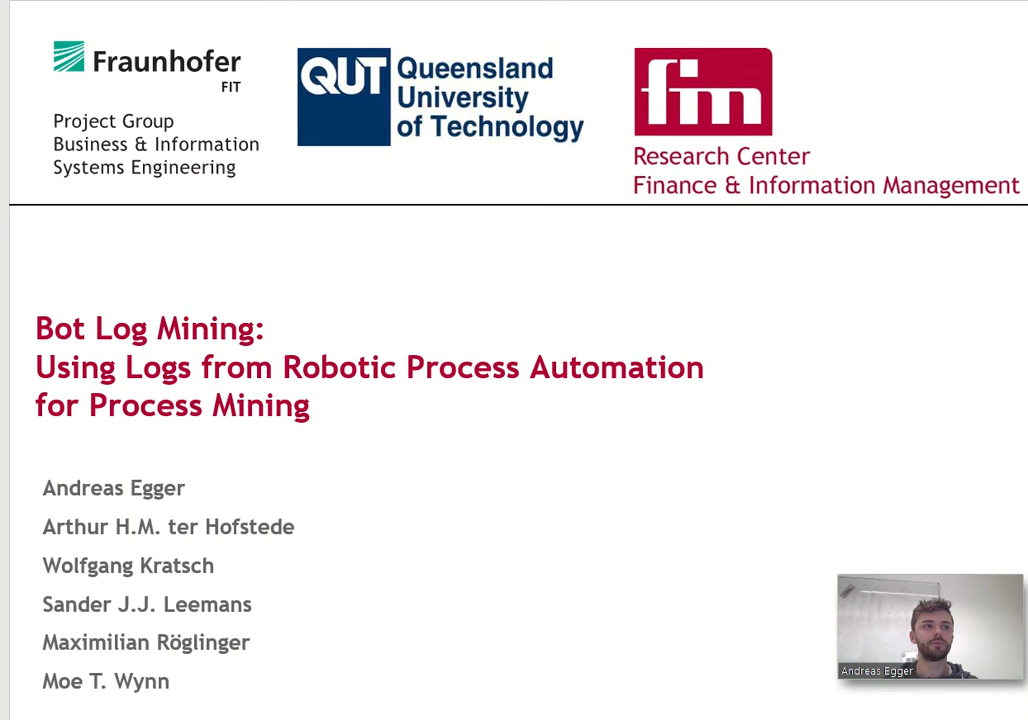 Fraunhofer
FIT
Project Group
Business & Information
Systems Engineering
QUT
Queensland
University
of Technology
fim
Research Center
Finance & Information Management
Bot Log Mining:
Using Logs from Robotic Process Automation
for Process Mining
Andreas Egger
Arthur H.M. ter Hofstede
Wolfgang Kratsch
Sander J.J. Leemans
Maximilian Röglinger
Moe T. Wynn
Andreas Egger